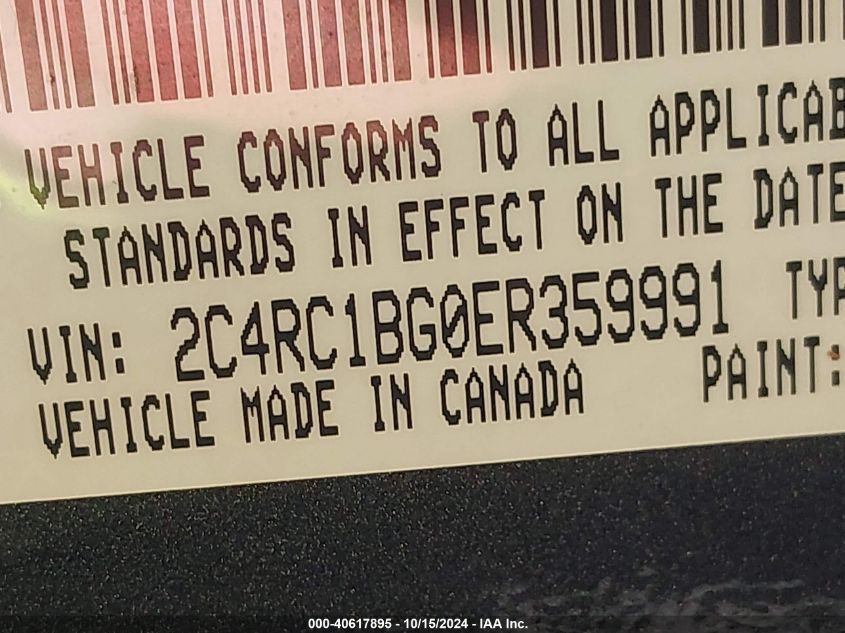 VEHICLE CONFORMS TO ALL APPLICAB
STANDARDS IN EFFECT ON THE DATE
VIN: 2C4RC1BG0ER359991 TYP
VEHICLE MADE IN CANADA PAINT:
000-40617895 - 10/15/2024 - IAA Inc.